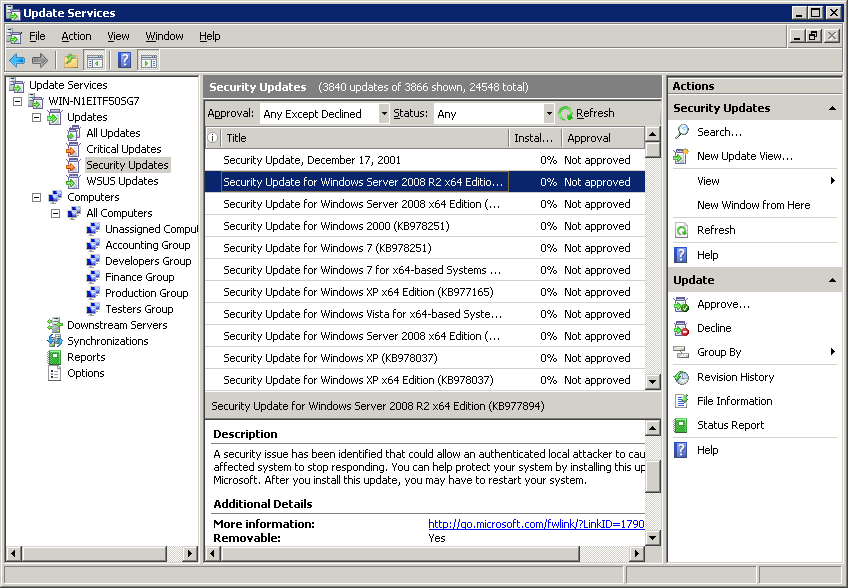 Update Services
File Action View Window Help
Update Services
WIN-N1EITF50SG7
Updates
All Updates
Critical Updates
Security Updates
WSUS Updates
Computers
All Computers
Unassigned Comput
Accounting Group
Developers Group
Finance Group
Production Group
Testers Group
Downstream Servers
Synchronizations
Reports
Options
Security Updates (3840 updates of 3866 shown, 24548 total)
Approval: Any Except Declined Status: Any Refresh
Title Instal... Approval
Security Update, December 17, 2001 0% Not approved
Security Update for Windows Server 2008 R2 x64 Editio... 0% Not approved
Security Update for Windows Server 2008 x64 Edition (... 0% Not approved
Security Update for Windows 2000 (KB978251) 0% Not approved
Security Update for Windows 7 (KB978251) 0% Not approved
Security Update for Windows 7 for x64-based Systems ... 0% Not approved
Security Update for Windows XP x64 Edition (KB977165) 0% Not approved
Security Update for Windows Vista for x64-based Syste... 0% Not approved
Security Update for Windows Server 2008 x64 Edition (... 0% Not approved
Security Update for Windows XP (KB978037) 0% Not approved
Security Update for Windows XP x64 Edition (KB978037) 0% Not approved
Security Update for Windows Server 2008 R2 x64 Edition (KB977894)
Description
A security issue has been identified that could allow an authenticated local attacker to cau
affected system to stop responding. You can help protect your system by installing this up
Microsoft. After you install this update, you may have to restart your system.
Additional Details
More information: http://go.microsoft.com/fwlink/?LinkID=1790
Removable: Yes
Actions
Security Updates
Search...
New Update View...
View
New Window from Here
Refresh
Help
Update
Approve...
Decline
Group By
Revision History
File Information
Status Report
Help